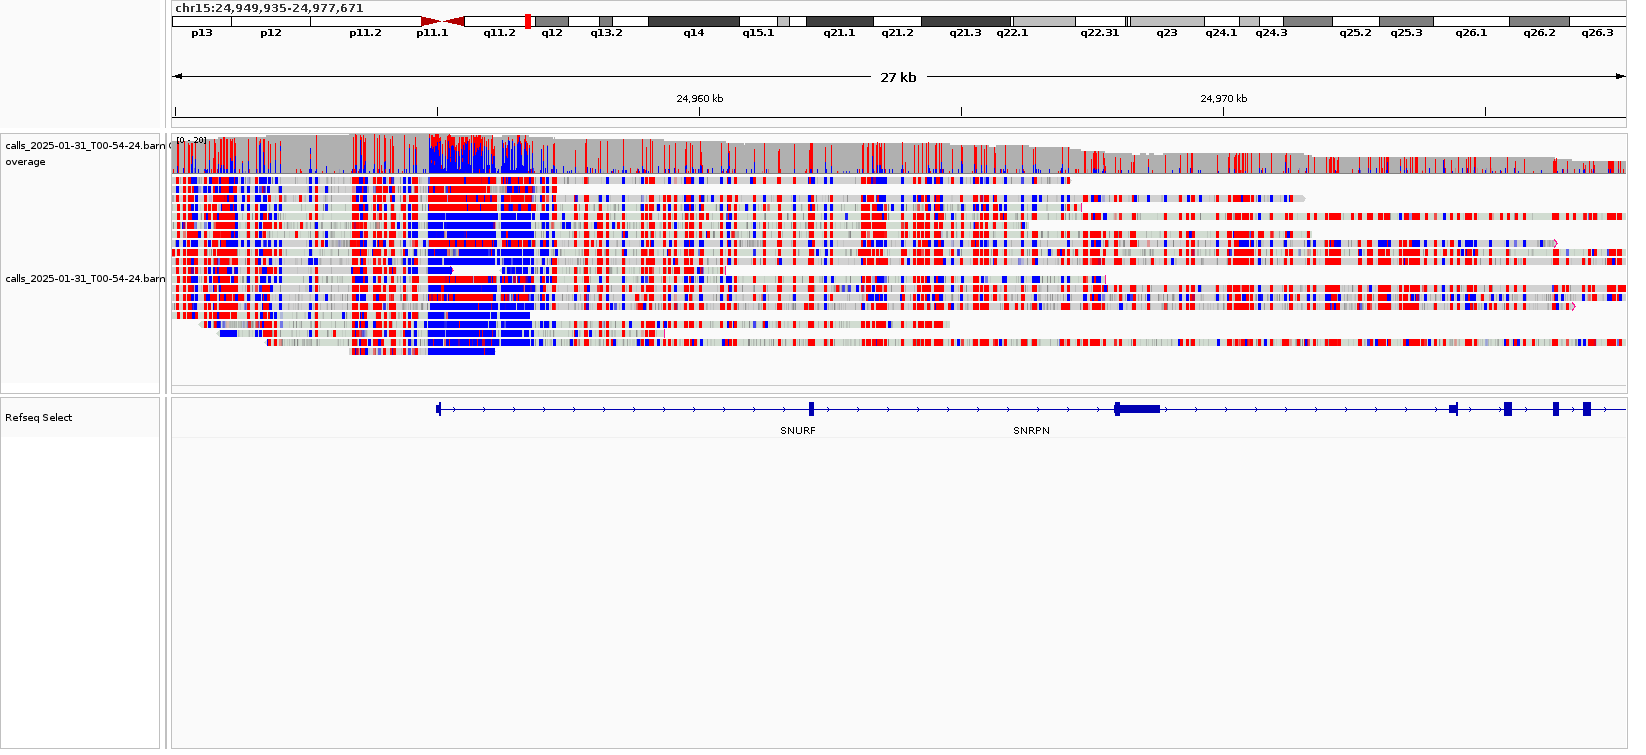 chr15:24,949,935-24,977,671
p13 p12 p11.2 p11.1 q11.2 q12 q13.2 q14 q15.1 q21.1 q21.2 q21.3 q22.1 q22.31 q23 q24.1 q24.3 q25.2 q25.3 q26.1 q26.2 q26.3
27 kb
24,960 kb 24,970 kb
[0 - 20]
calls_2025-01-31_T00-54-24.barn C
overage
calls_2025-01-31_T00-54-24.barn
Refseq Select
SNURF SNRPN